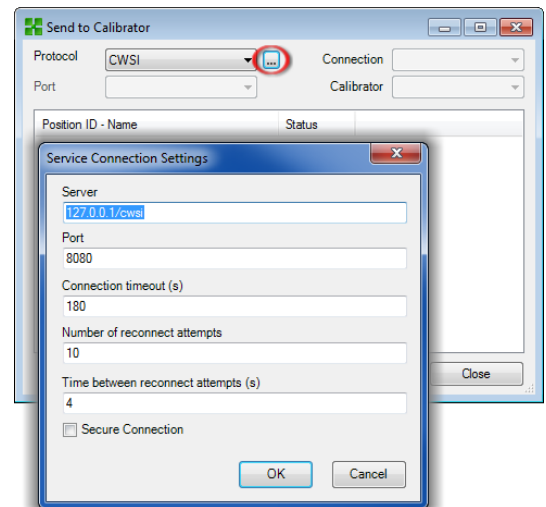 Send to Calibrator
Protocol CWSI ... Connection
Port Calibrator
Position ID - Name Status
Service Connection Settings
Server
127.0.0.1/cwsi
Port
8080
Connection timeout (s)
180
Number of reconnect attempts
10
Time between reconnect attempts (s)
4
Close
Secure Connection
OK Cancel